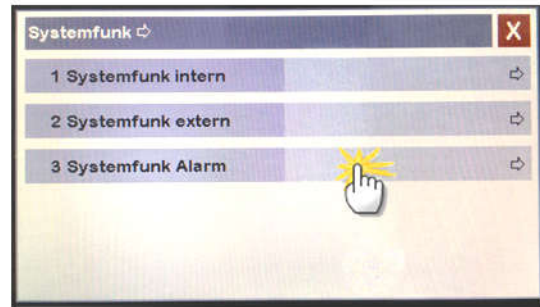 Systemfunk ⇨ X
1 Systemfunk intern ⇨
2 Systemfunk extern ⇨
3 Systemfunk Alarm ⇨